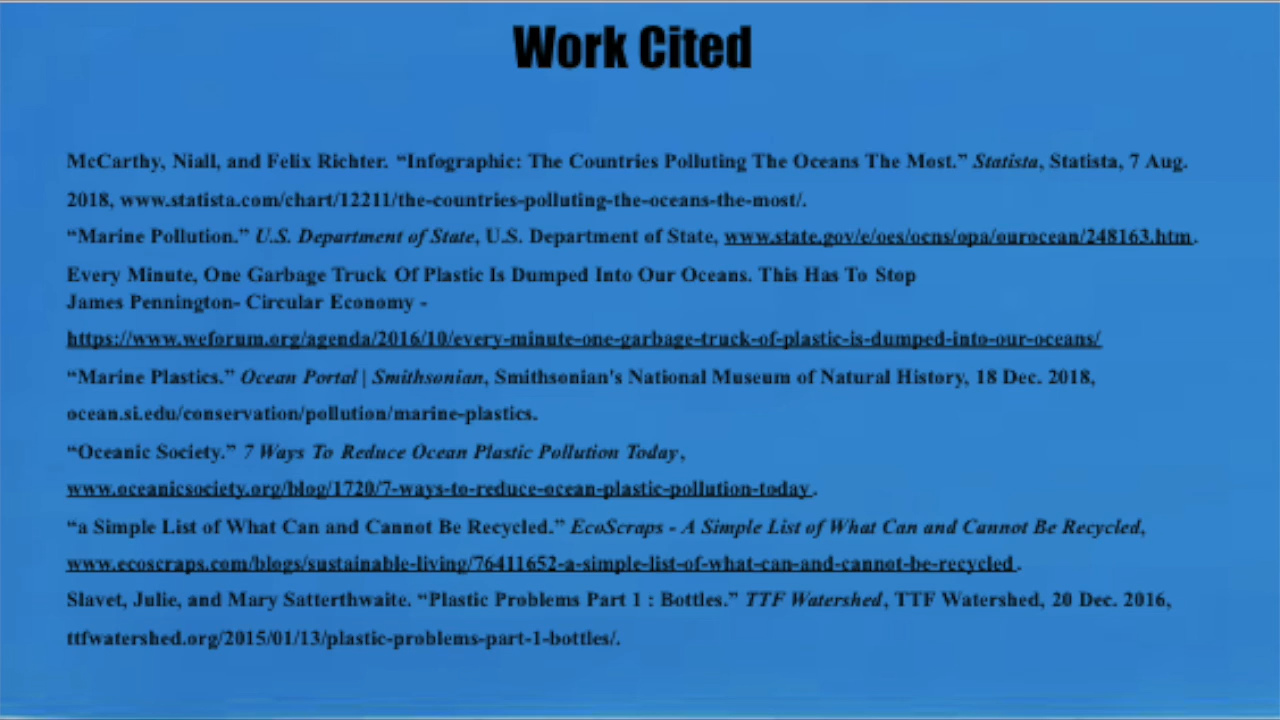 Work Cited
McCarthy, Niall, and Felix Richter. “Infographic: The Countries Polluting The Oceans The Most.” Statista, Statista, 7 Aug.
2018, www.statista.com/chart/12211/the-countries-polluting-the-oceans-the-most/.
“Marine Pollution.” U.S. Department of State, U.S. Department of State, www.state.gov/e/oes/ocns/opa/ourocean/248163.htm.
Every Minute, One Garbage Truck Of Plastic Is Dumped Into Our Oceans. This Has To Stop
James Pennington- Circular Economy -
https://www.weforum.org/agenda/2016/10/every-minute-one-garbage-truck-of-plastic-is-dumped-into-our-oceans/
“Marine Plastics.” Ocean Portal | Smithsonian, Smithsonian's National Museum of Natural History, 18 Dec. 2018,
ocean.si.edu/conservation/pollution/marine-plastics.
“Oceanic Society.” 7 Ways To Reduce Ocean Plastic Pollution Today,
www.oceanicsociety.org/blog/1720/7-ways-to-reduce-ocean-plastic-pollution-today.
“a Simple List of What Can and Cannot Be Recycled.” EcoScraps - A Simple List of What Can and Cannot Be Recycled,
www.ecoscraps.com/blogs/sustainable-living/76411652-a-simple-list-of-what-can-and-cannot-be-recycled.
Slavet, Julie, and Mary Satterthwaite. “Plastic Problems Part 1 : Bottles.” TTF Watershed, TTF Watershed, 20 Dec. 2016,
ttfwatershed.org/2015/01/13/plastic-problems-part-1-bottles/.